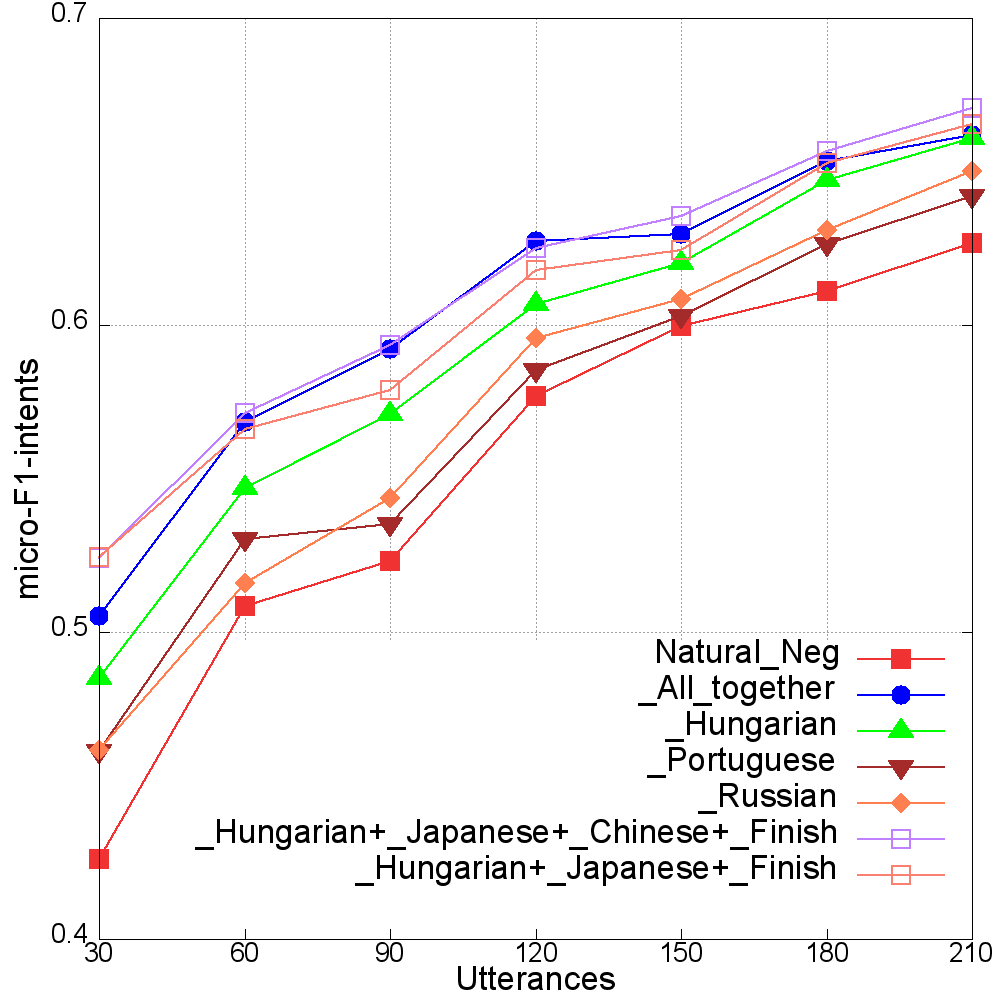 0.7
0.6
0.5
0.4
micro-F1-intents
Natural_Neg
_All_together
_Hungarian
_Portuguese
_Russian
_Hungarian+_Japanese+_Chinese+_Finish
_Hungarian+_Japanese+_Finish
30 60 90 120 150 180 210
Utterances